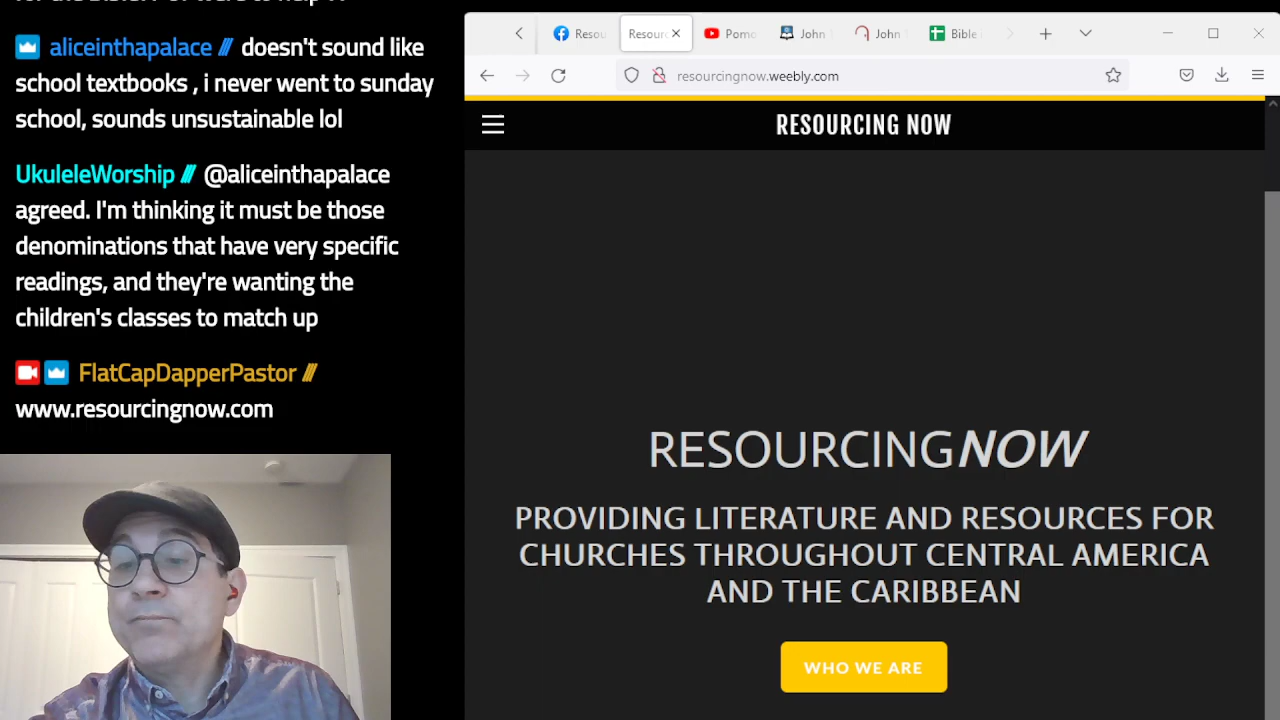 aliceinthapalace /// doesn't sound like
school textbooks , i never went to sunday
school, sounds unsustainable lol
UkuleleWorship /// @aliceinthapalace
agreed. I'm thinking it must be those
denominations that have very specific
readings, and they're wanting the
children's classes to match up
FlatCapDapperPastor ///
www.resourcingnow.com
Resou
Resourc
Pomo
John
John
Bible
resourcingnow.weebly.com
RESOURCING NOW
RESOURCINGNOW
PROVIDING LITERATURE AND RESOURCES FOR
CHURCHES THROUGHOUT CENTRAL AMERICA
AND THE CARIBBEAN
WHO WE ARE